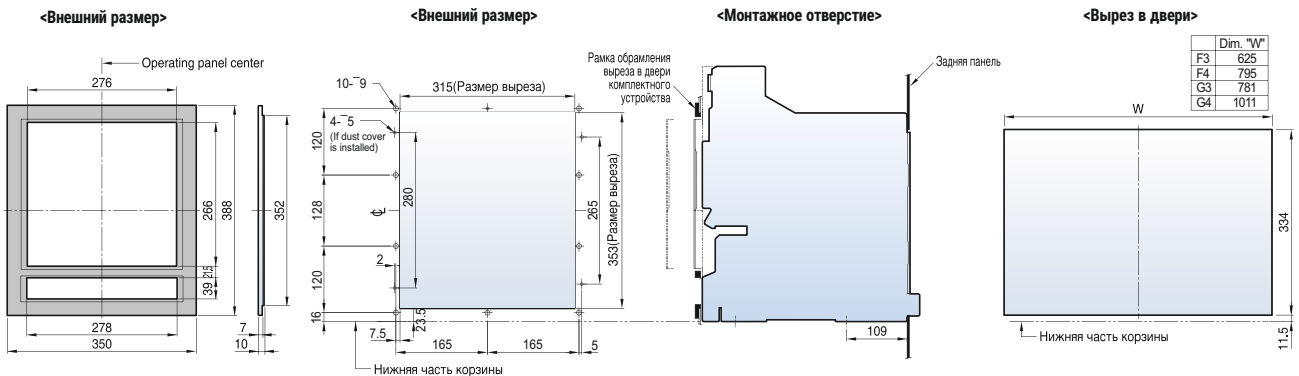 <Внешний размер>
Operating panel center
276
266
388
352
21.5
39
278
350
7
10
<Внешний размер>
10-¯9
315(Размер выреза)
4-¯5
(If dust cover
is installed)
120
128
120
16
280
265
353(Размер выреза)
℄
2
7.5
23.5
165
165
5
Нижняя часть корзины
<Монтажное отверстие>
Рамка обрамления
выреза в двери
комплектного
устройства
Задняя панель
109
<Вырез в двери>
Dim. "W"
F3 625
F4 795
G3 781
G4 1011
W
334
11.5
Нижняя часть корзины